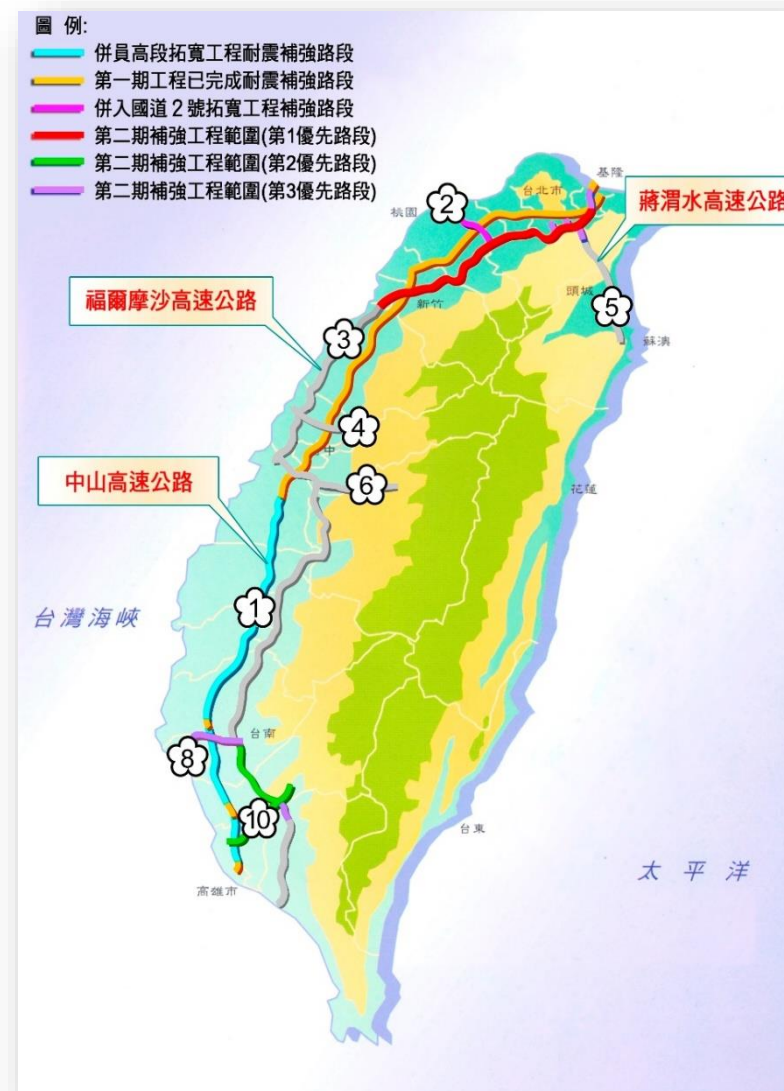 圖 例:
併員高段拓寬工程耐震補強路段
第一期工程已完成耐震補強路段
併入國道2號拓寬工程補強路段
第二期補強工程範圍(第1優先路段)
第二期補強工程範圍(第2優先路段)
第二期補強工程範圍(第3優先路段)
基隆
台北市
桃園
2
蔣渭水高速公路
頭城
新竹
福爾摩沙高速公路
5
3
蘇澳
4
中
中山高速公路
6
花蓮
1
台灣海峽
台南
8
10
台東
太 平 洋
高雄市